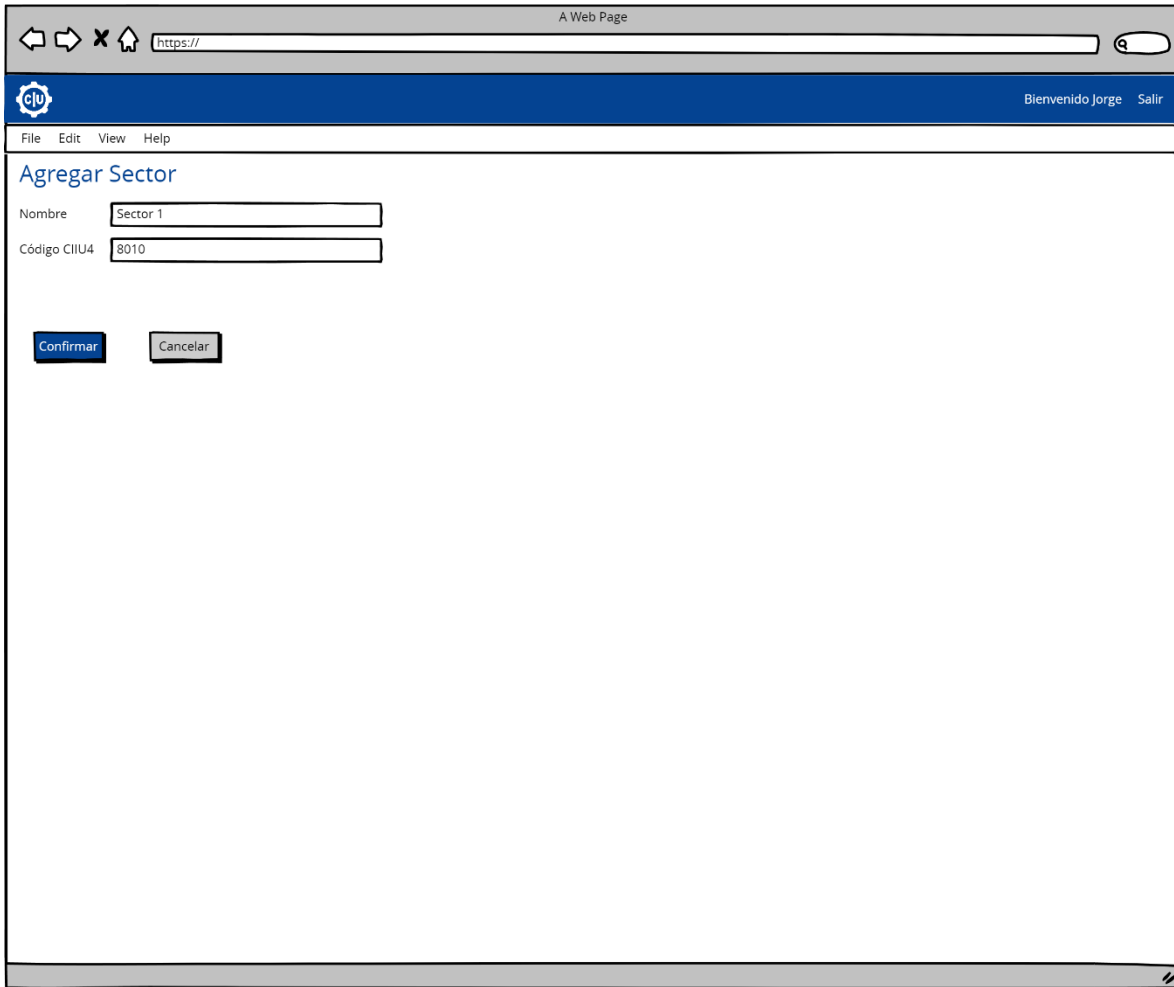 A Web Page
https://
CIU
Bienvenido Jorge Salir
File Edit View Help
Agregar Sector
Nombre Sector 1
Código CIIU4 8010
Confirmar Cancelar